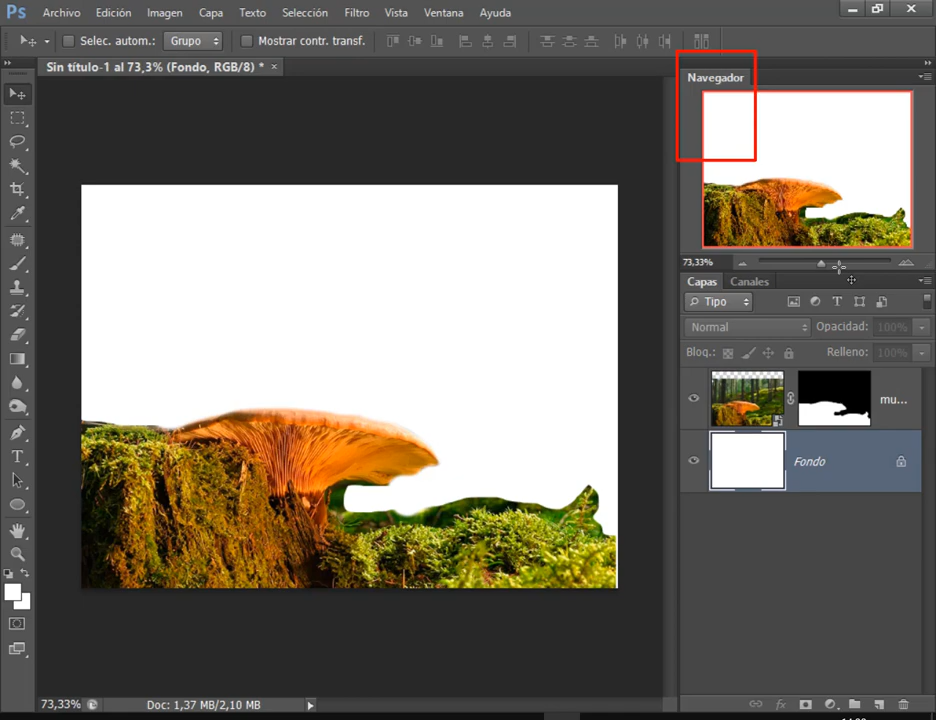 Ps Archivo Edición Imagen Capa Texto Selección Filtro Vista Ventana Ayuda
Selec. autom.: Grupo Mostrar contr. transf.
Sin título-1 al 73,3% (Fondo, RGB/8) * ×
Navegador
73,33%
Capas Canales
Tipo
Normal Opacidad: 100%
Bloq.: Relleno: 100%
mu...
Fondo
73,33% Doc: 1,37 MB/2,10 MB